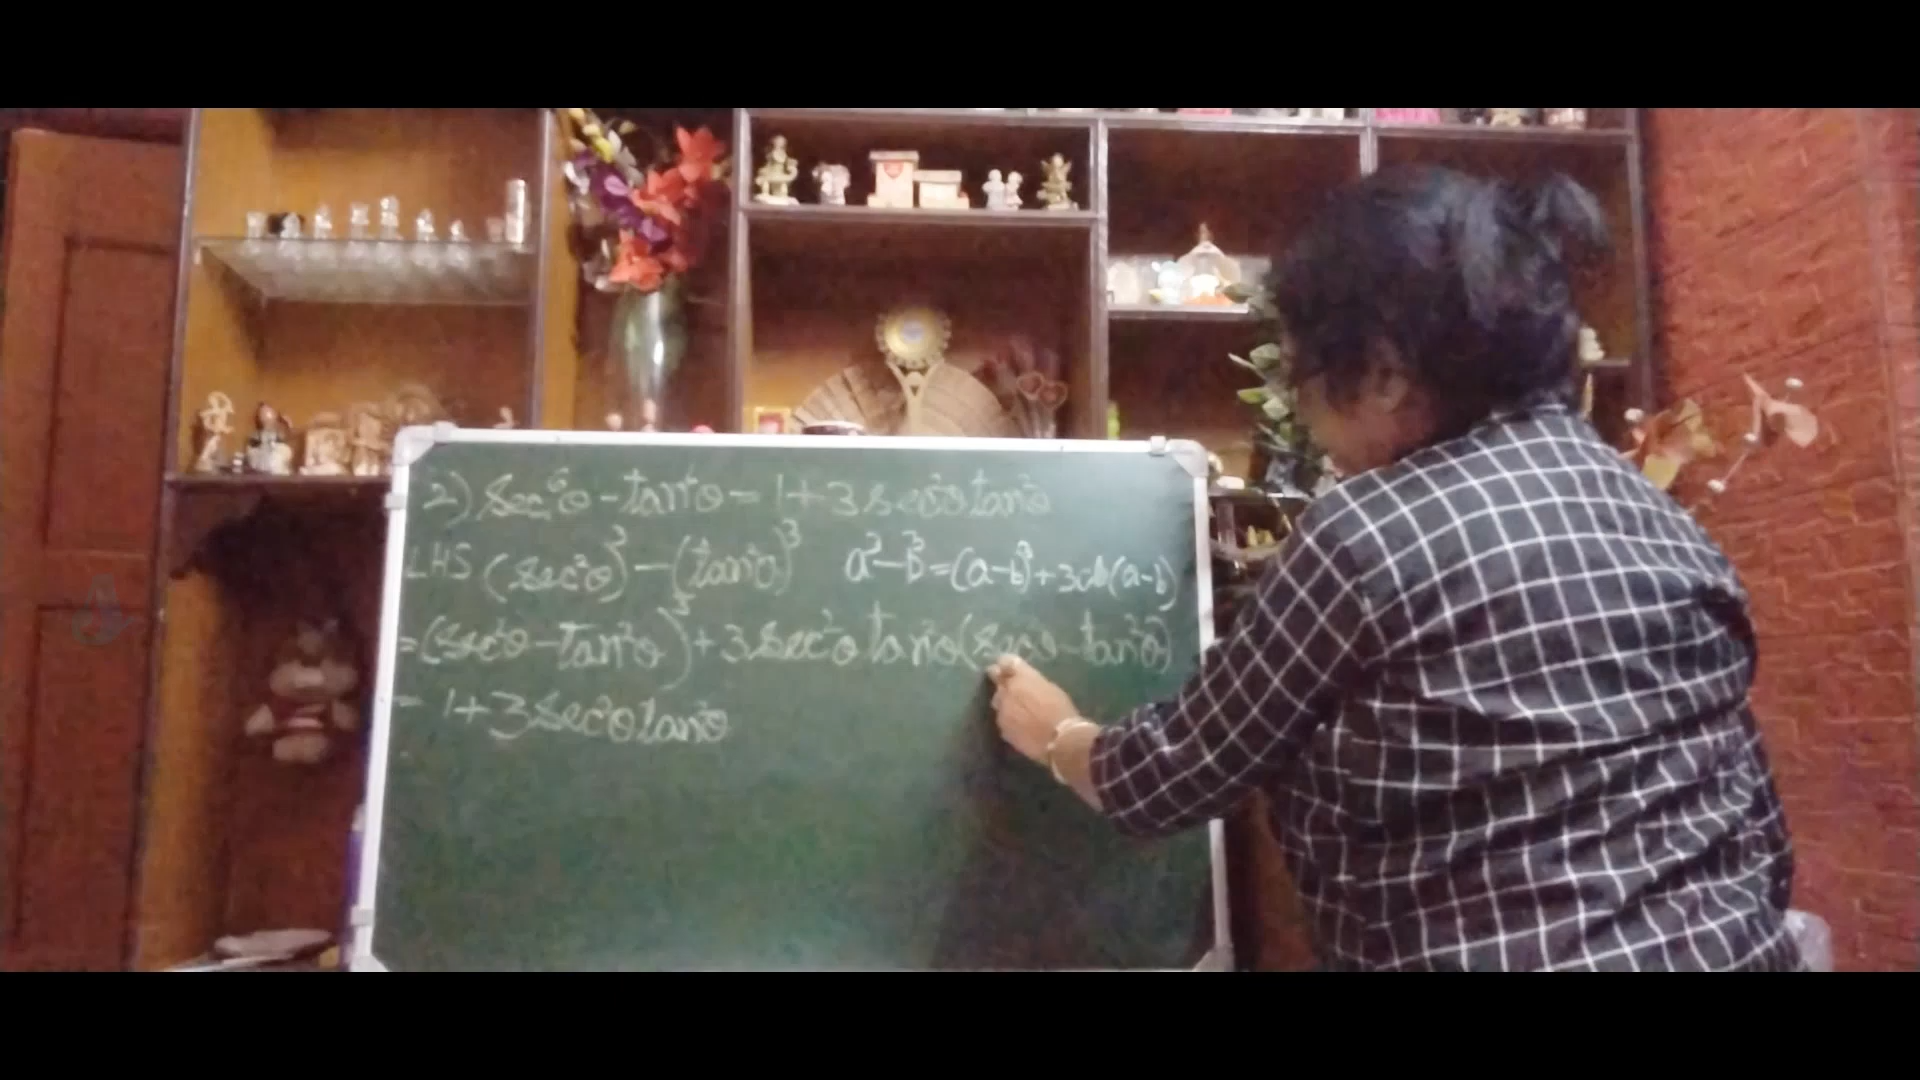 2) sec⁶θ - tan⁶θ = 1 + 3 sec²θ tan²θ
LHS (sec²θ)³ - (tan²θ)³ a³ - b³ = (a-b)³ + 3ab(a-b)
= (sec²θ - tan²θ)³ + 3 sec²θ tan²θ (sec²θ - tan²θ)
= 1 + 3 sec²θ tan²θ